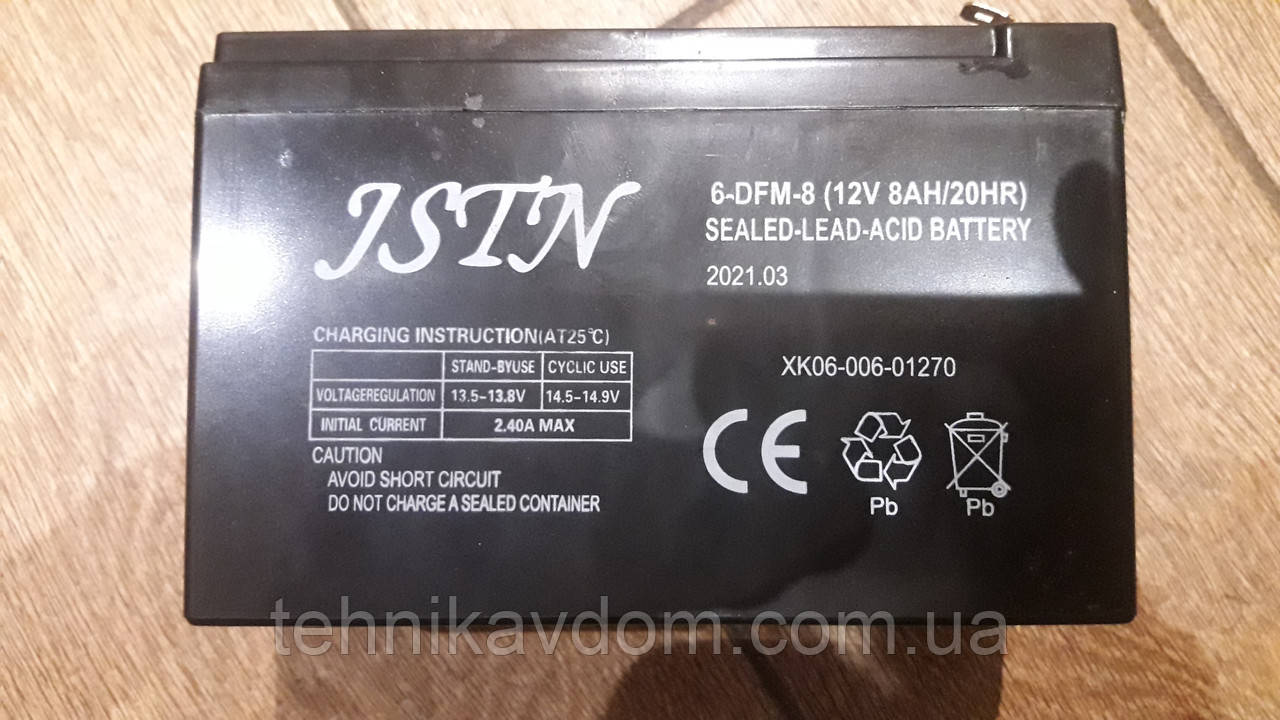 JSTN
6-DFM-8 (12V 8AH/20HR)
SEALED-LEAD-ACID BATTERY
2021.03
CHARGING INSTRUCTION(AT25℃)
STAND-BYUSE CYCLIC USE
VOLTAGEREGULATION 13.5-13.8V 14.5-14.9V
INITIAL CURRENT 2.40A MAX
CAUTION
AVOID SHORT CIRCUIT
DO NOT CHARGE A SEALED CONTAINER
XK06-006-01270
CE
Pb Pb
tehnikavdom.com.ua